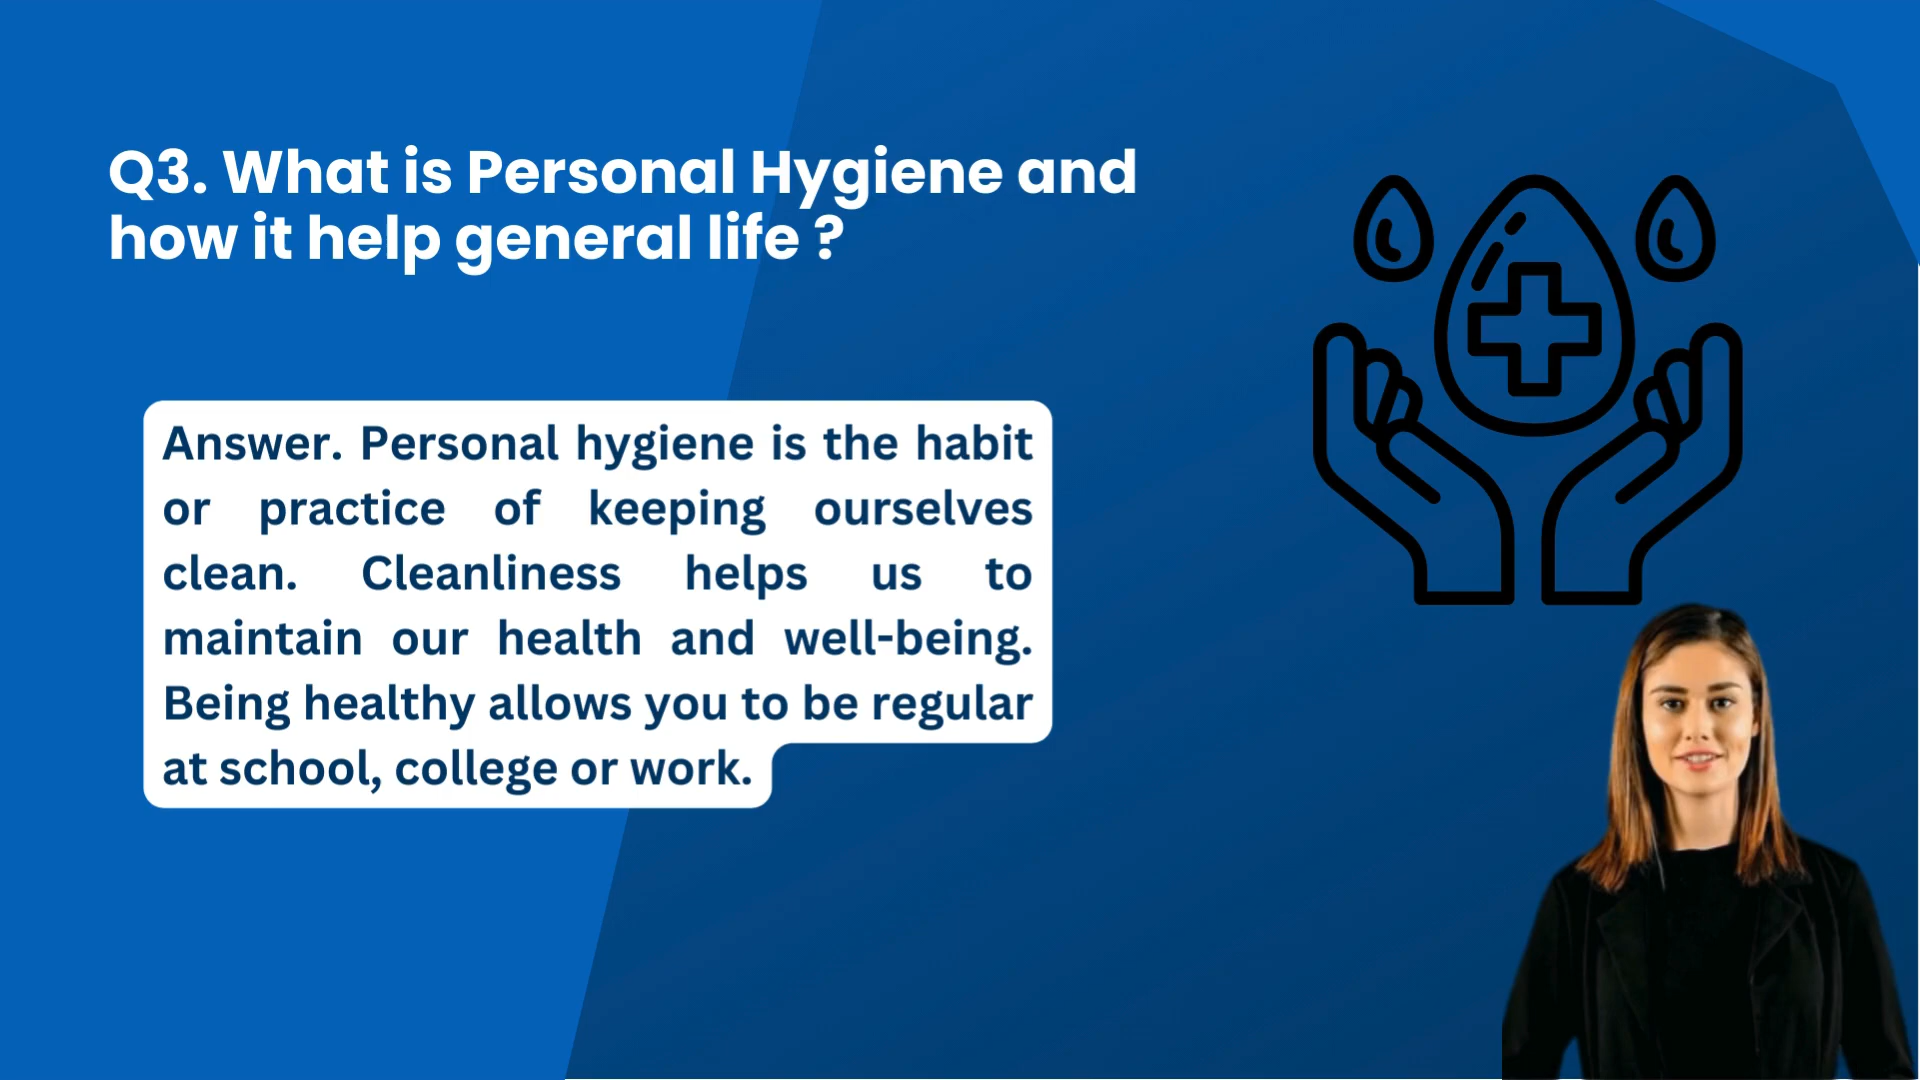 Q3. What is Personal Hygiene and
how it help general life ?
Answer. Personal hygiene is the habit
or practice of keeping ourselves
clean. Cleanliness helps us to
maintain our health and well-being.
Being healthy allows you to be regular
at school, college or work.